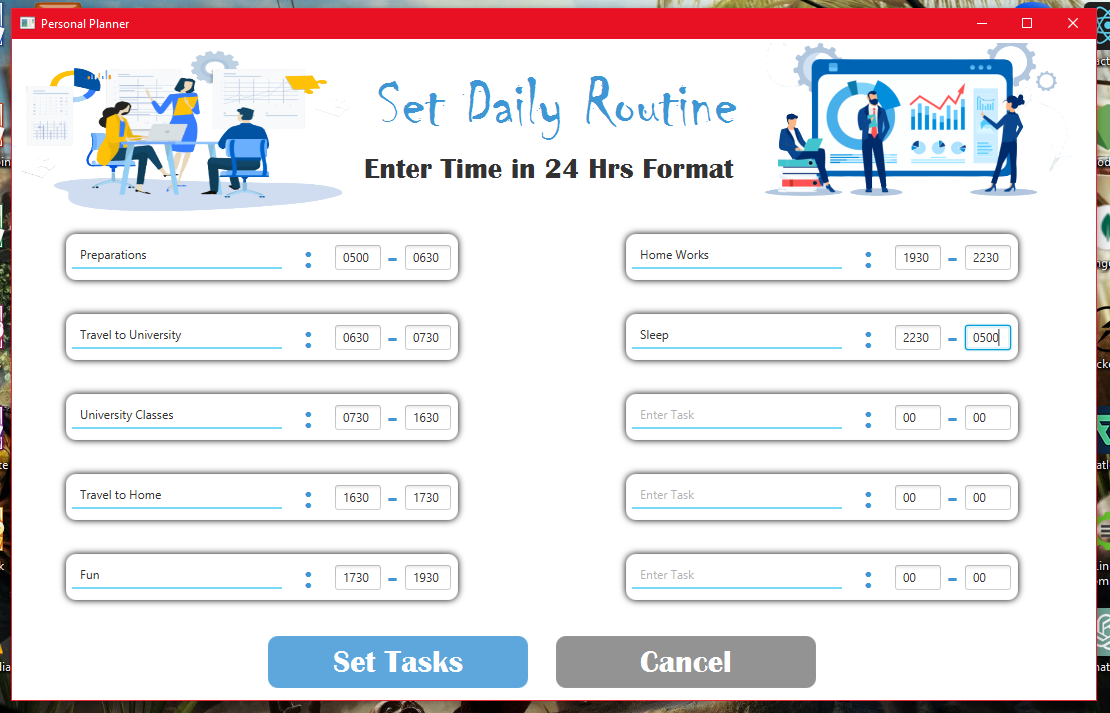 Personal Planner
Set Daily Routine
Enter Time in 24 Hrs Format
Preparations : 0500 - 0630
Home Works : 1930 - 2230
Travel to University : 0630 - 0730
Sleep : 2230 - 0500
University Classes : 0730 - 1630
Enter Task : 00 - 00
Travel to Home : 1630 - 1730
Enter Task : 00 - 00
Fun : 1730 - 1930
Enter Task : 00 - 00
Set Tasks
Cancel